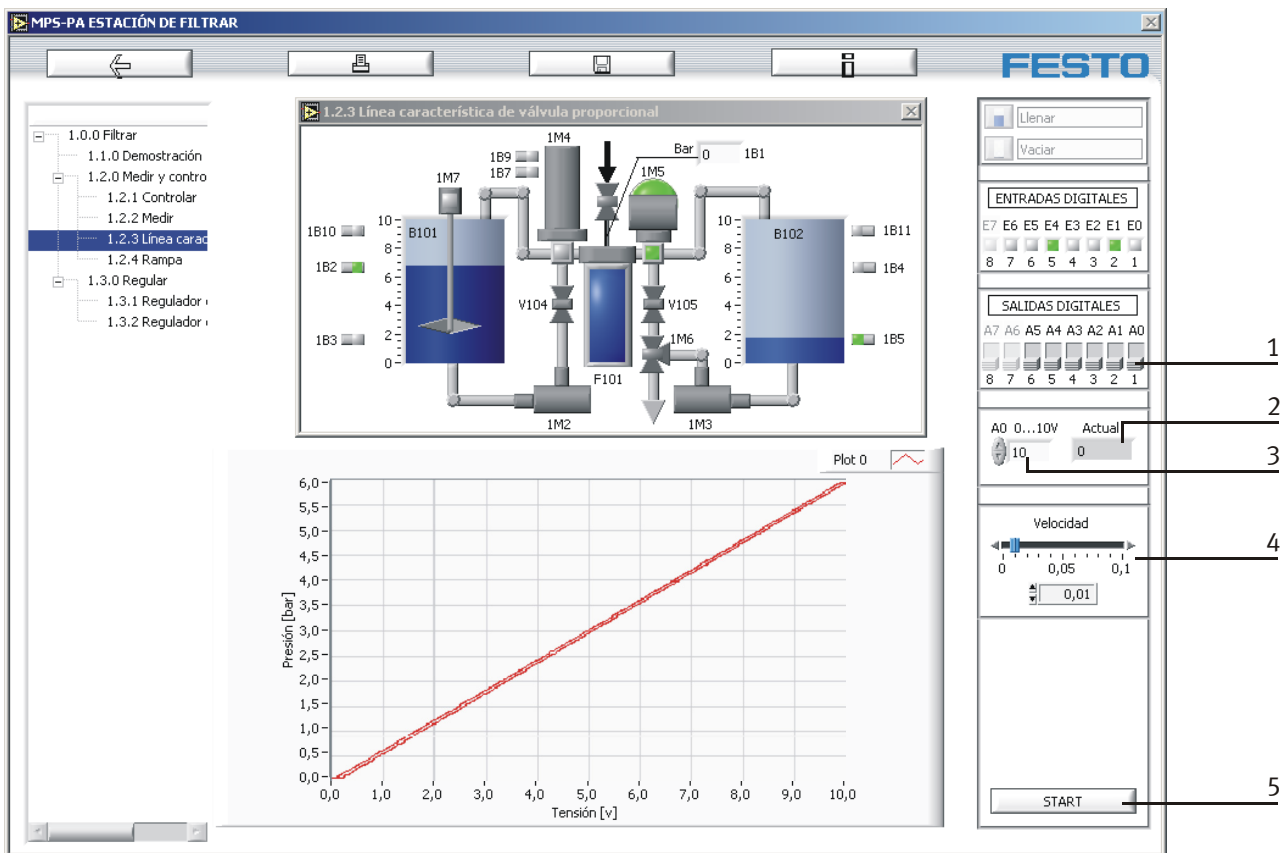 MPS-PA ESTACIÓN DE FILTRAR
FESTO
1.0.0 Filtrar
1.1.0 Demostración
1.2.0 Medir y contro
1.2.1 Controlar
1.2.2 Medir
1.2.3 Línea carac
1.2.4 Rampa
1.3.0 Regular
1.3.1 Regulador
1.3.2 Regulador
1.2.3 Línea característica de válvula proporcional
1M4
Bar 0 1B1
1B9
1B7
1M7
1M5
1B10
1B2
1B3
10
8
6
4
2
0
B101
V104
F101
V105
1M6
1M2
1M3
10
8
6
4
2
0
B102
1B11
1B4
1B5
Plot 0
6,0
5,5
5,0
4,5
4,0
3,5
3,0
2,5
2,0
1,5
1,0
0,5
0,0
Presión [bar]
0,0 1,0 2,0 3,0 4,0 5,0 6,0 7,0 8,0 9,0 10,0
Tensión [v]
Llenar
Vaciar
ENTRADAS DIGITALES
E7 E6 E5 E4 E3 E2 E1 E0
8 7 6 5 4 3 2 1
SALIDAS DIGITALES
A7 A6 A5 A4 A3 A2 A1 A0
8 7 6 5 4 3 2 1
A0 0...10V Actual
10 0
Velocidad
0 0,05 0,1
0,01
START
1
2
3
4
5